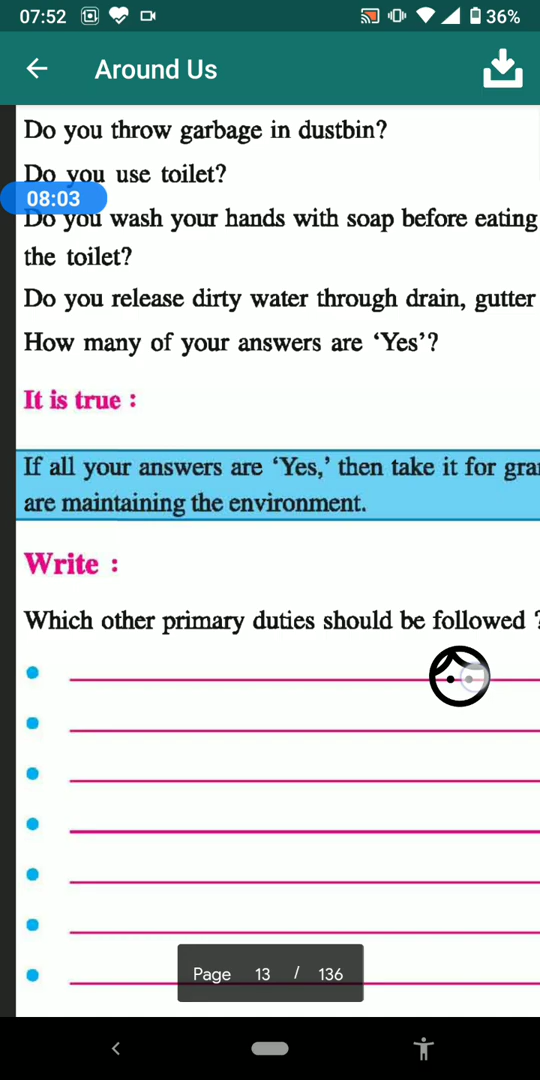 07:52
36%
Around Us
Do you throw garbage in dustbin?
Do you use toilet?
08:03
Do you wash your hands with soap before eating
the toilet?
Do you release dirty water through drain, gutter
How many of your answers are ‘Yes’?
It is true :
If all your answers are ‘Yes,’ then take it for gra
are maintaining the environment.
Write :
Which other primary duties should be followed ?
Page 13 / 136